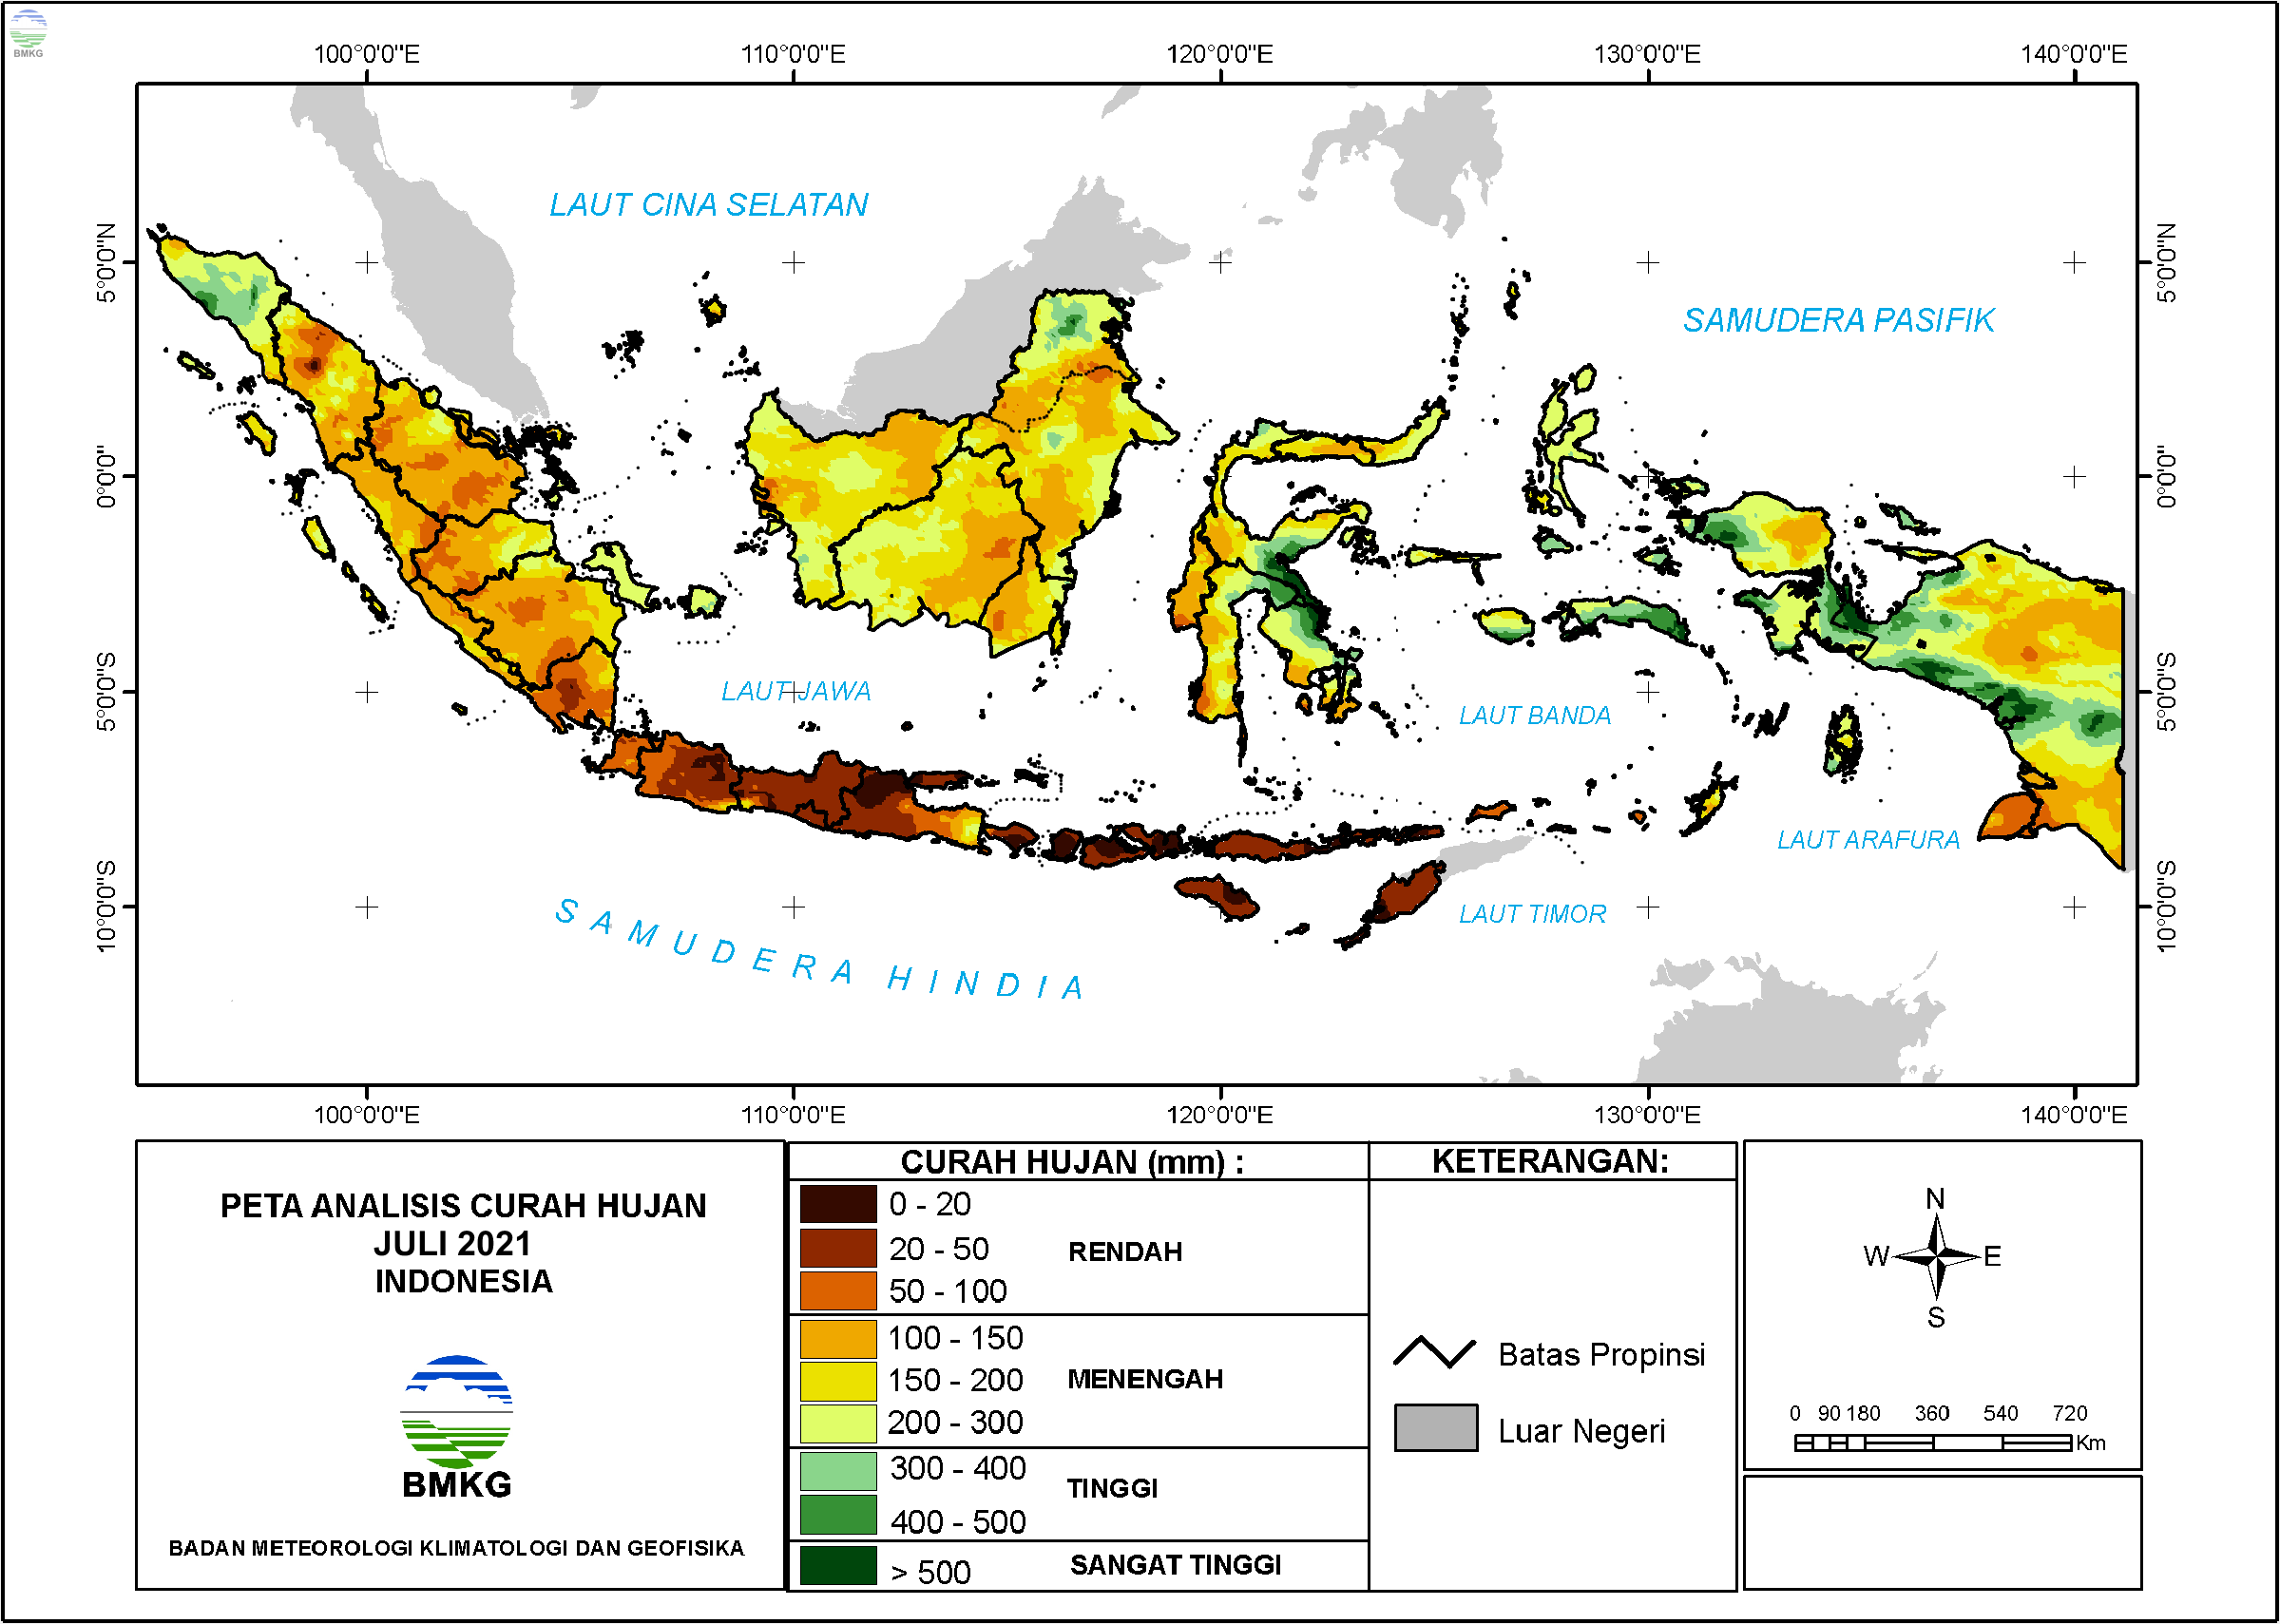 BMKG
100°0'0"E 110°0'0"E 120°0'0"E 130°0'0"E 140°0'0"E
5°0'0"N
0°0'0"
5°0'0"S
10°0'0"S
LAUT CINA SELATAN
SAMUDERA PASIFIK
LAUT JAWA
LAUT BANDA
LAUT ARAFURA
LAUT TIMOR
SAMUDERA HINDIA
5°0'0"N
0°0'0"
5°0'0"S
10°0'0"S
100°0'0"E 110°0'0"E 120°0'0"E 130°0'0"E 140°0'0"E
PETA ANALISIS CURAH HUJAN
JULI 2021
INDONESIA
BMKG
BADAN METEOROLOGI KLIMATOLOGI DAN GEOFISIKA
CURAH HUJAN (mm) :
0 - 20
20 - 50 RENDAH
50 - 100
100 - 150
150 - 200 MENENGAH
200 - 300
300 - 400
TINGGI
400 - 500
> 500 SANGAT TINGGI
KETERANGAN:
Batas Propinsi
Luar Negeri
N
W E
S
0 90 180 360 540 720
Km